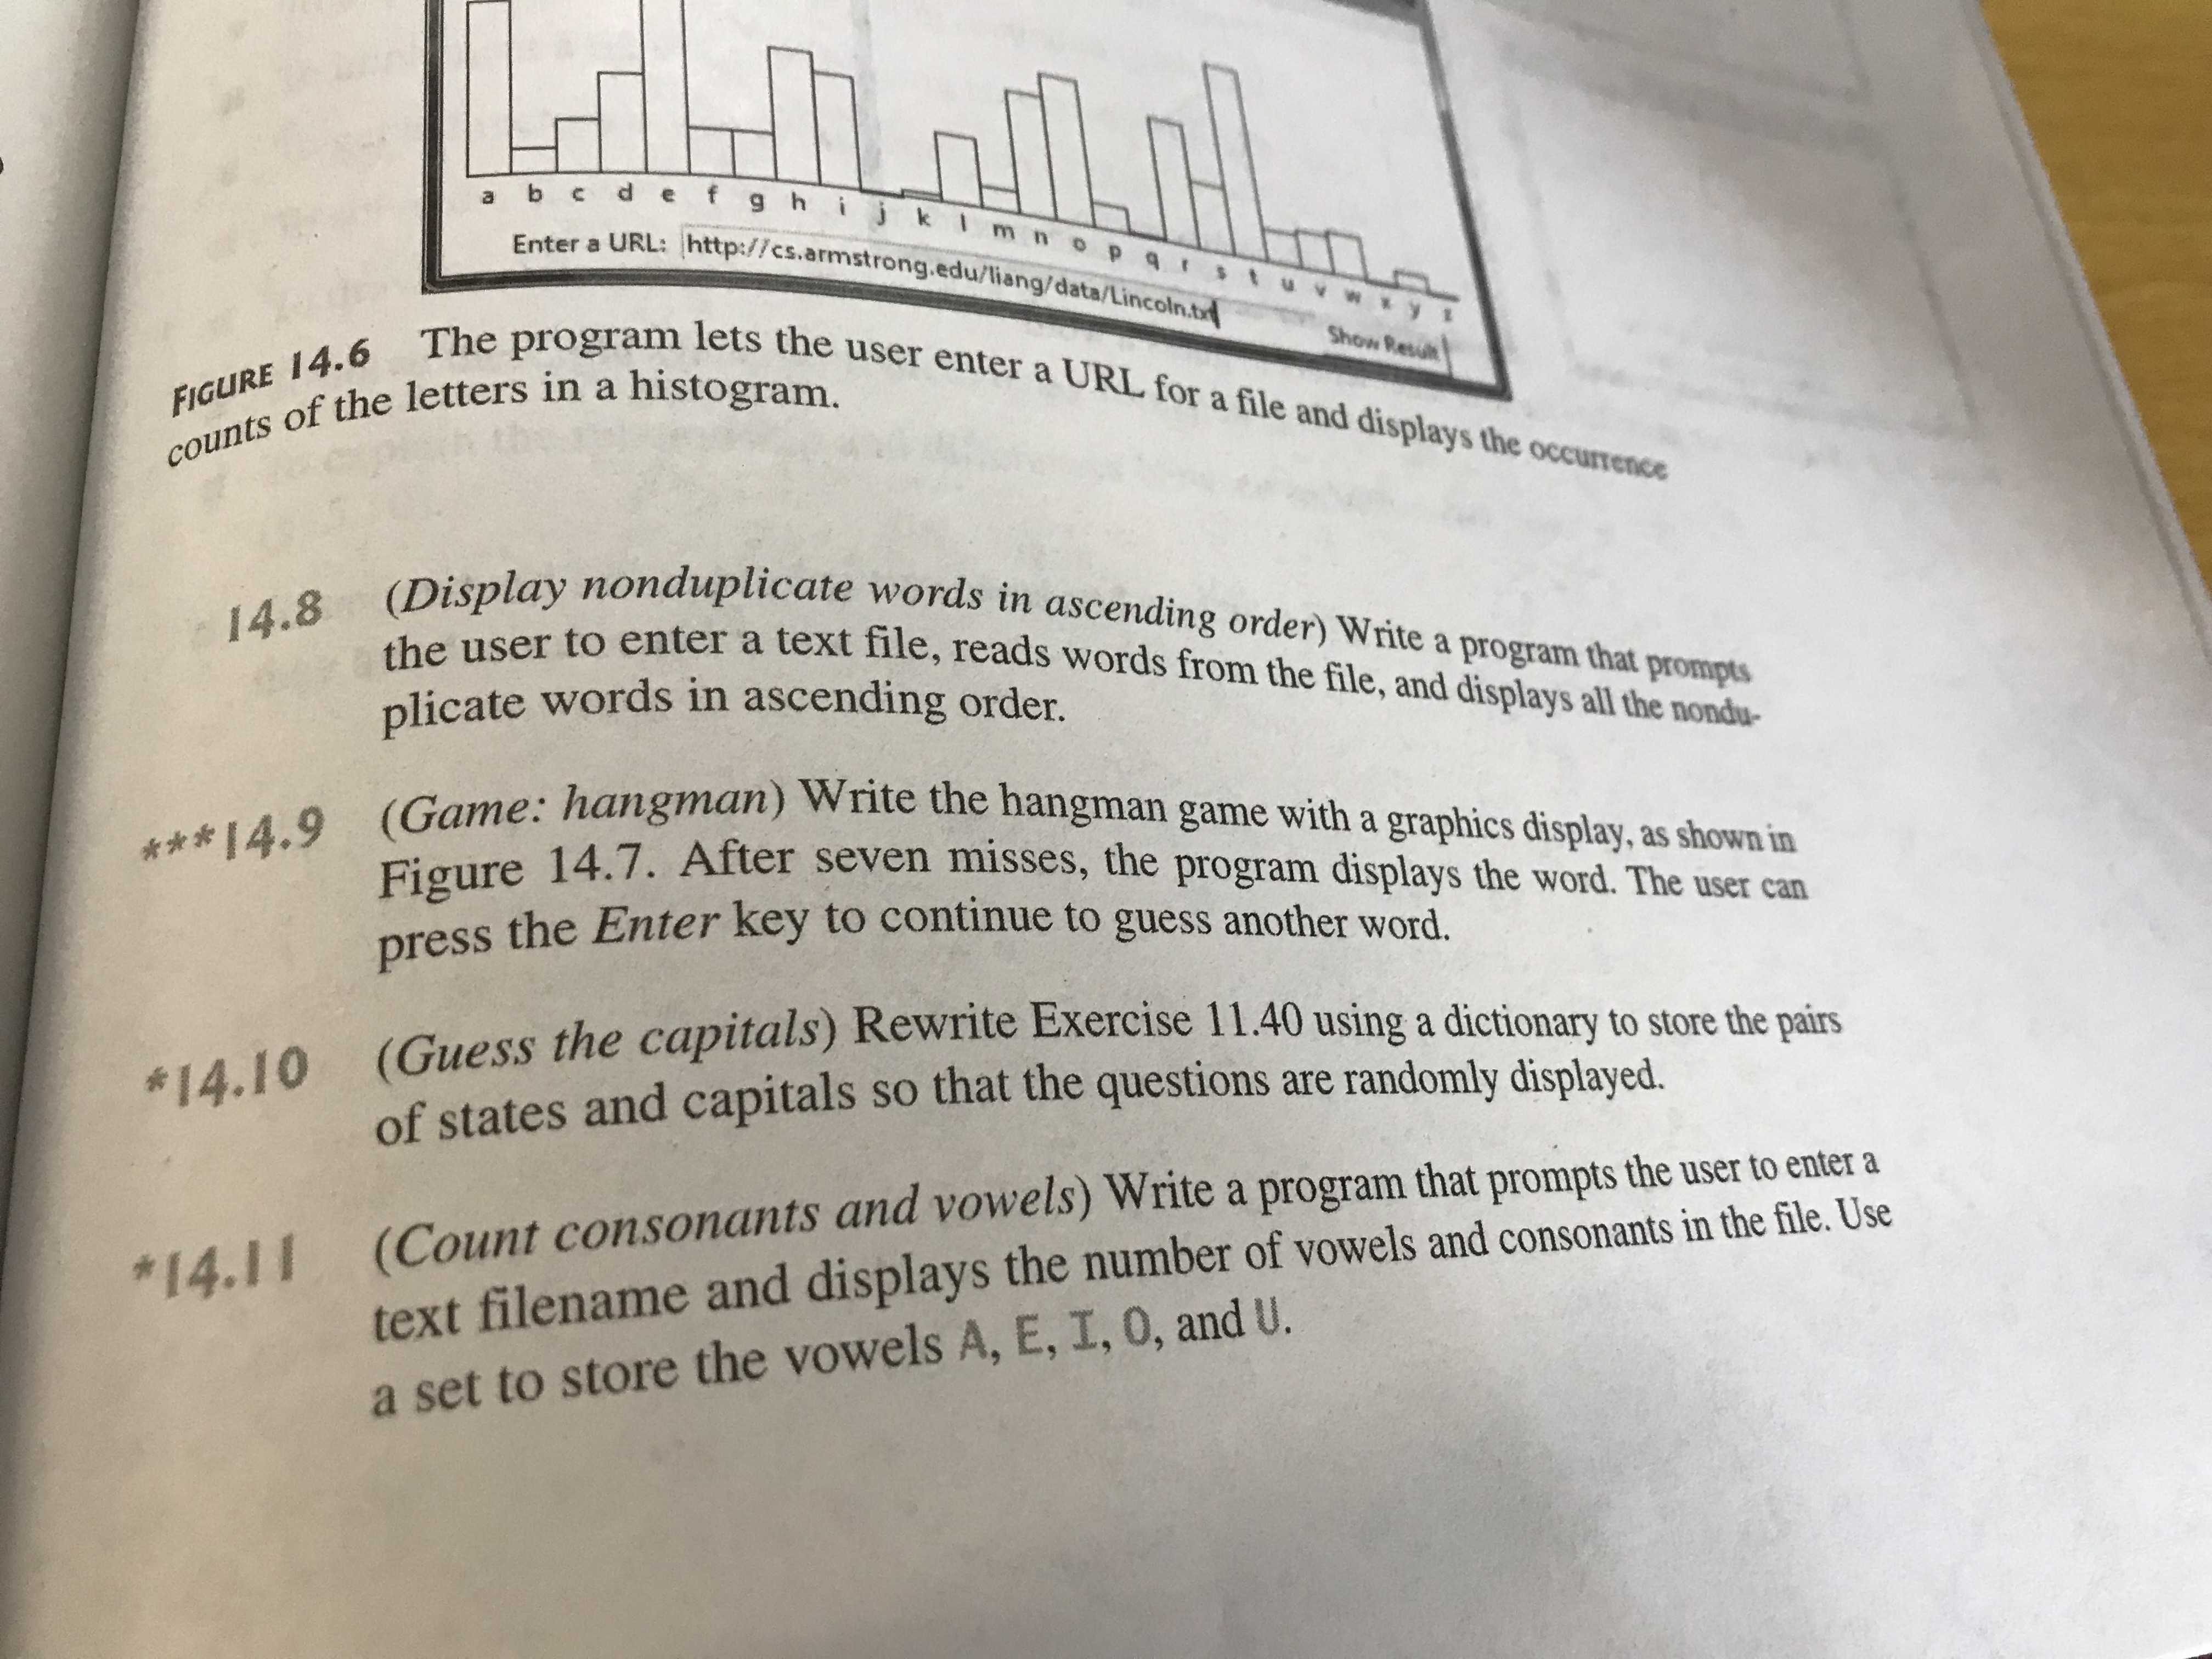 a b c d e f g h i j k l m n o p q r s t u v w x y z
Enter a URL: http://cs.armstrong.edu/liang/data/Lincoln.txt
Show Result
FIGURE 14.6 The program lets the user enter a URL for a file and displays the occurrence
counts of the letters in a histogram.
14.8 (Display nonduplicate words in ascending order) Write a program that prompts
the user to enter a text file, reads words from the file, and displays all the nondu-
plicate words in ascending order.
***14.9 (Game: hangman) Write the hangman game with a graphics display, as shown in
Figure 14.7. After seven misses, the program displays the word. The user can
press the Enter key to continue to guess another word.
*14.10 (Guess the capitals) Rewrite Exercise 11.40 using a dictionary to store the pairs
of states and capitals so that the questions are randomly displayed.
*14.11 (Count consonants and vowels) Write a program that prompts the user to enter a
text filename and displays the number of vowels and consonants in the file. Use
a set to store the vowels A, E, I, O, and U.